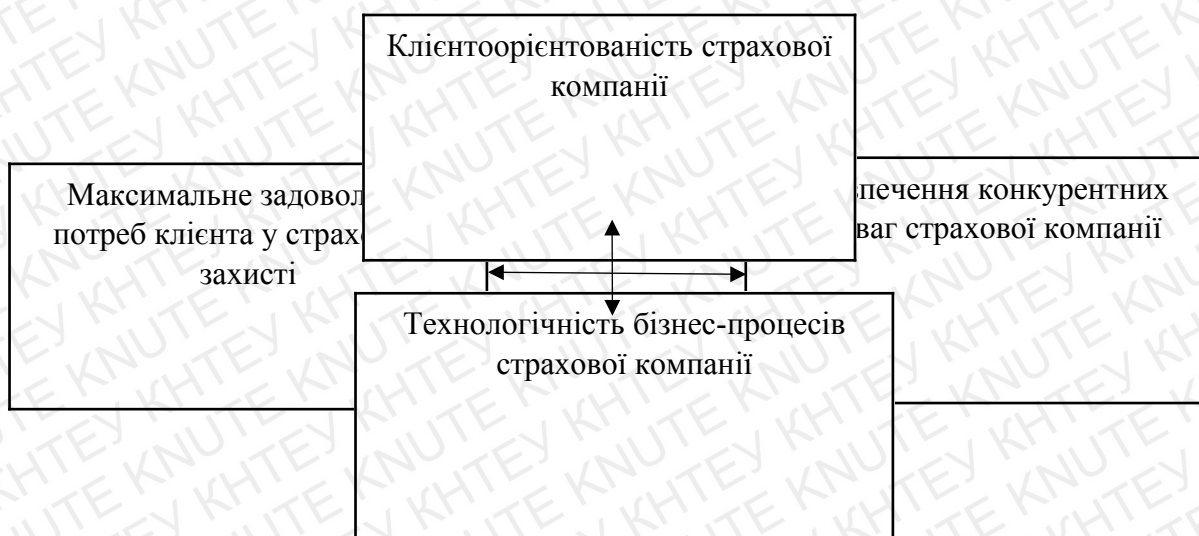 Клієнтоорієнтованість страхової
компанії
Максимальне задовол
потреб клієнта у страх
захисті
печення конкурентних
ваг страхової компанії
Технологічність бізнес-процесів
страхової компанії